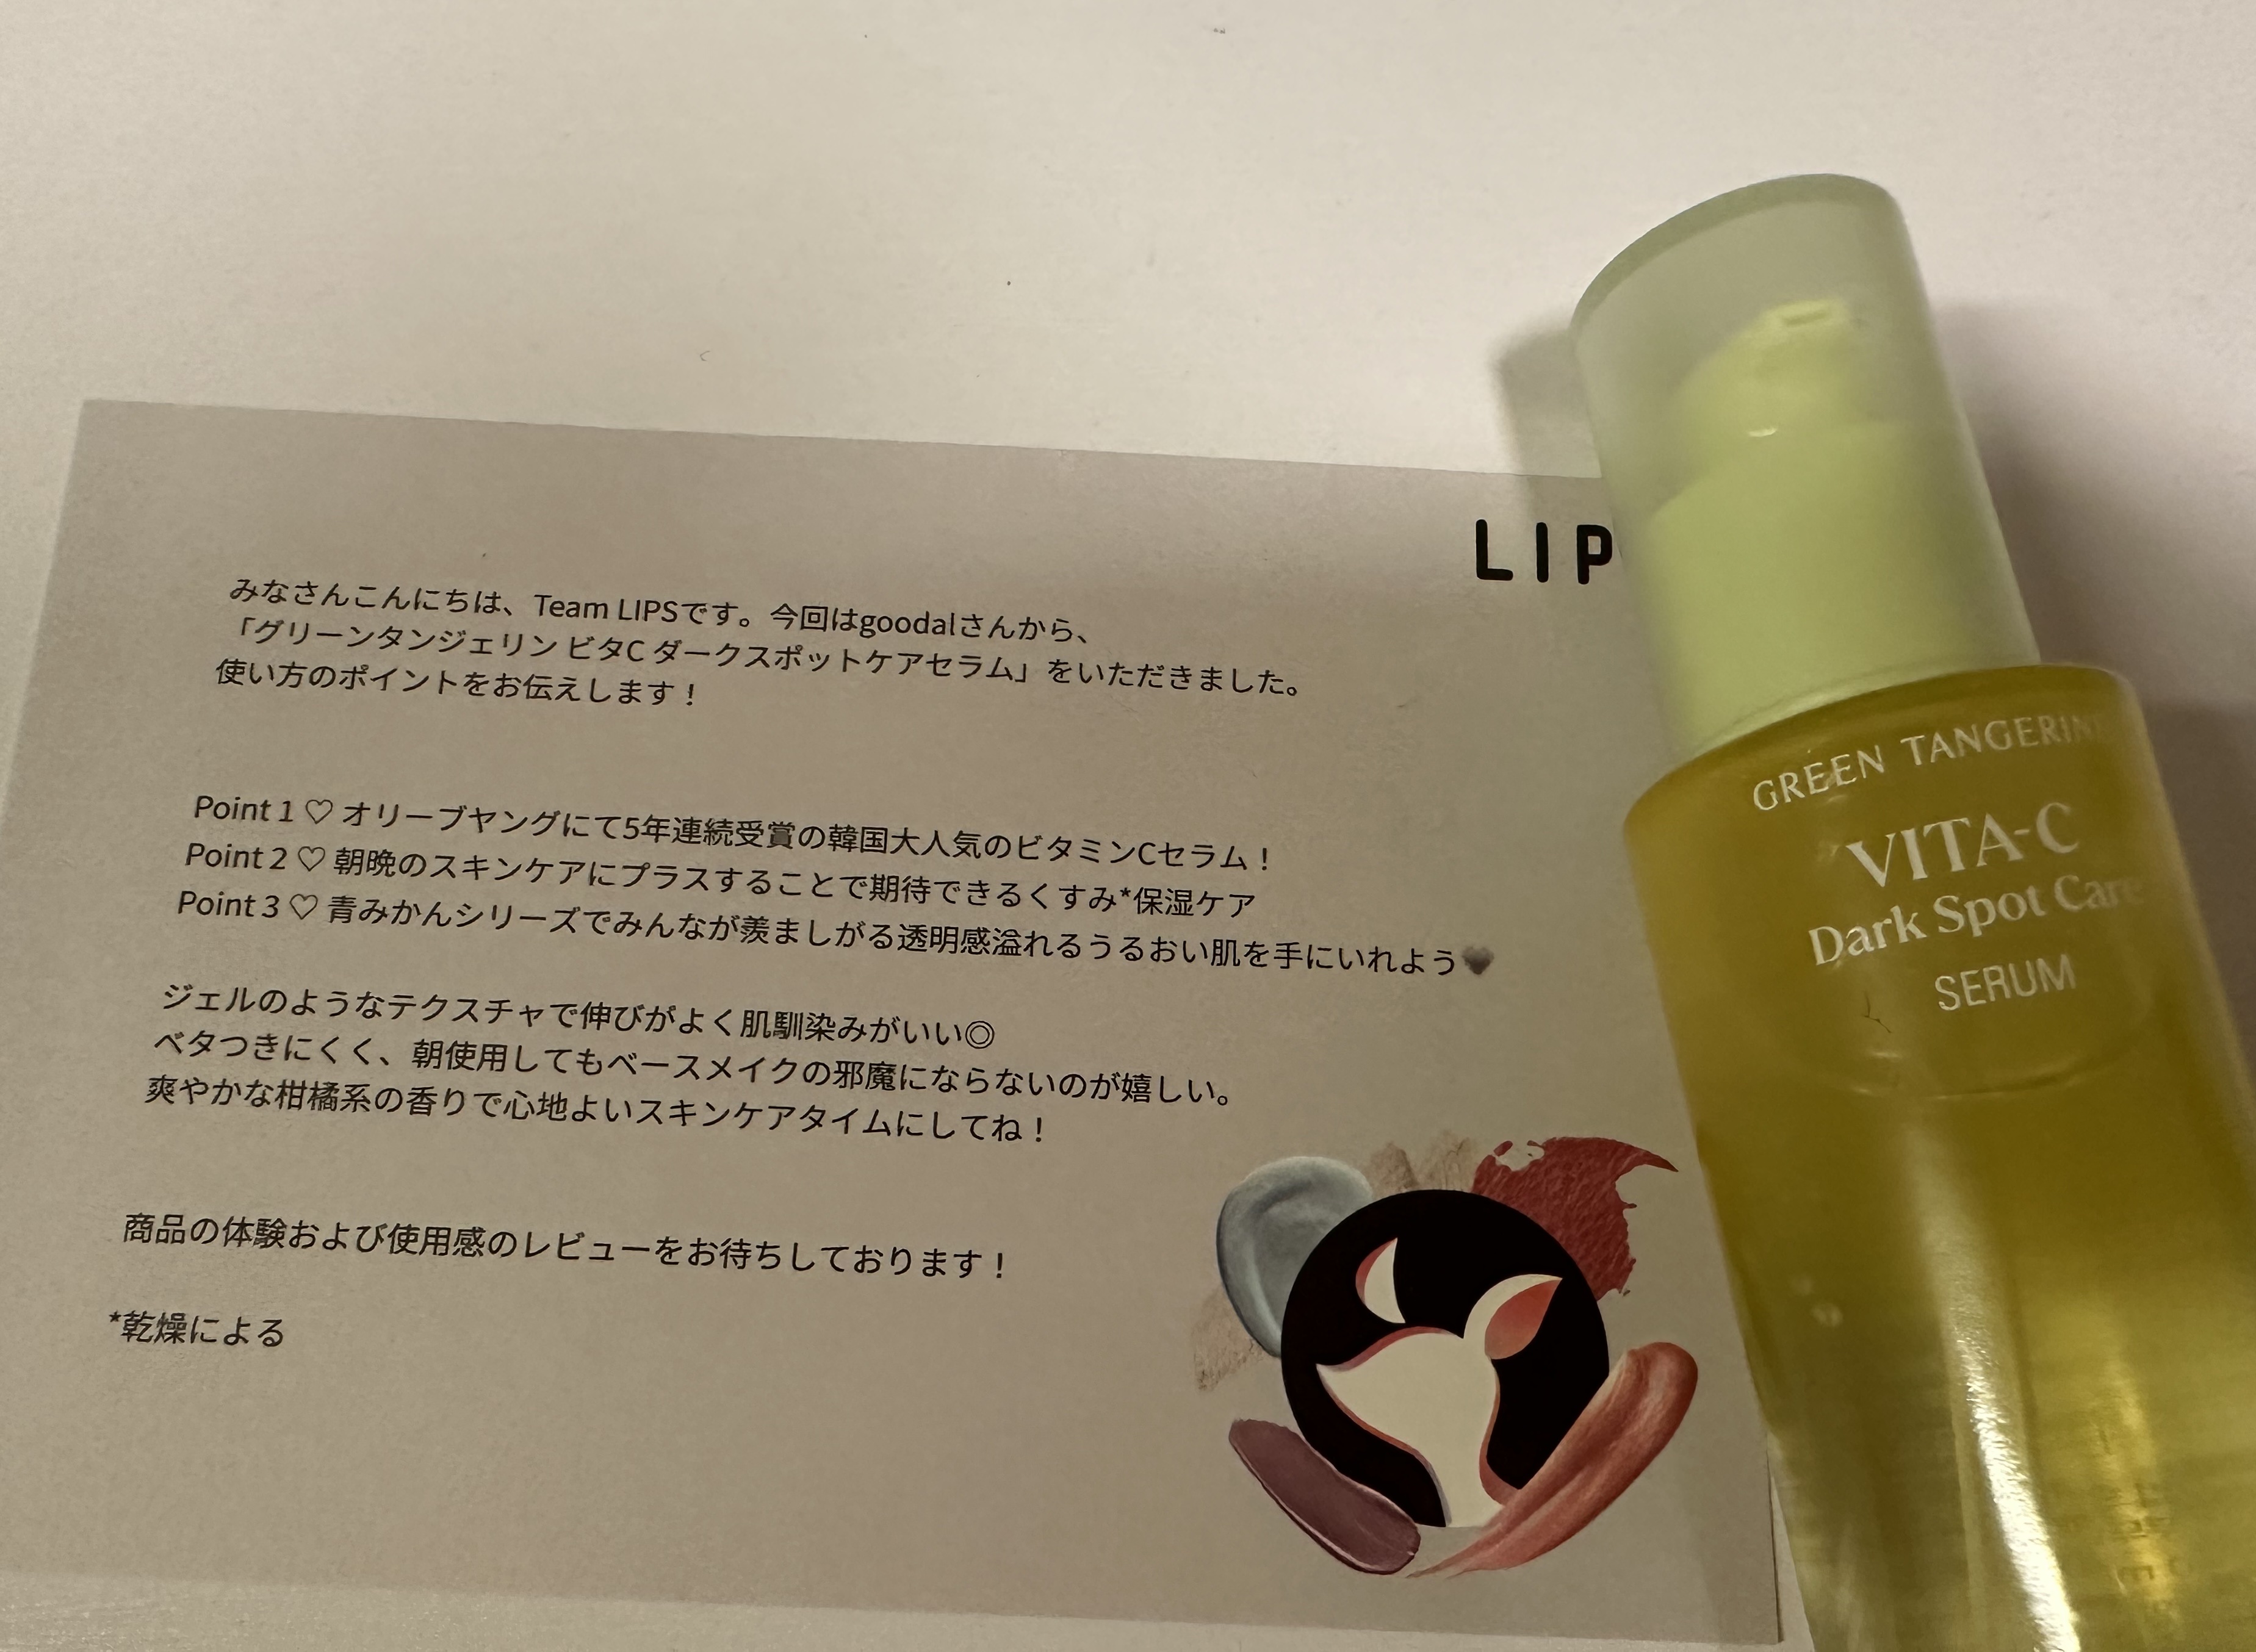 LIP
みなさんこんにちは、Team LIPSです。今回はgoodalさんから、
「グリーンタンジェリン ビタC ダークスポットケアセラム」をいただきました。
使い方のポイントをお伝えします！
Point 1 ♡ オリーブヤングにて5年連続受賞の韓国大人気のビタミンCセラム！
Point 2 ♡ 朝晩のスキンケアにプラスすることで期待できるくすみ*保湿ケア
Point 3 ♡ 青みかんシリーズでみんなが羨ましがる透明感溢れるうるおい肌を手にいれよう🖤
ジェルのようなテクスチャで伸びがよく肌馴染みがいい◎
ベタつきにくく、朝使用してもベースメイクの邪魔にならないのが嬉しい。
爽やかな柑橘系の香りで心地よいスキンケアタイムにしてね！
商品の体験および使用感のレビューをお待ちしております！
*乾燥による
GREEN TANGERINE
VITA-C
Dark Spot Care
SERUM